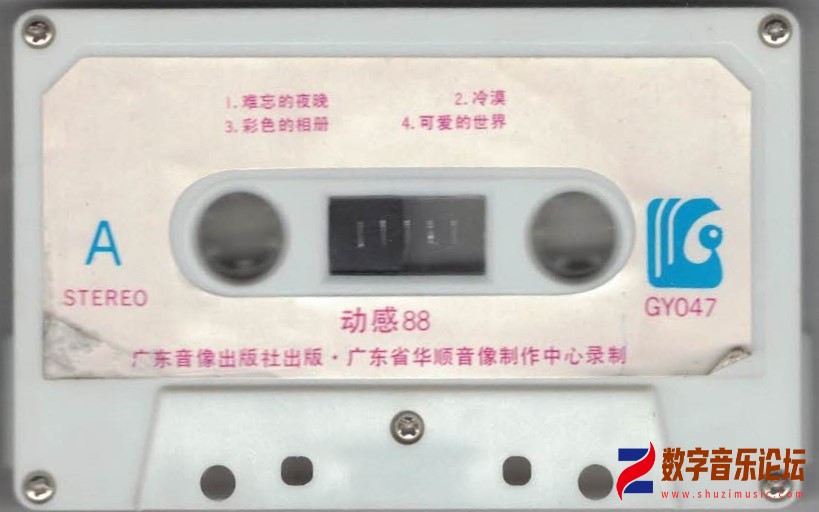 1.难忘的夜晚 2.冷漠
3.彩色的相册 4.可爱的世界
A
STEREO
GY047
动感88
广东音像出版社出版·广东省华顺音像制作中心录制
数字音乐论坛
www.shuzimusic.com